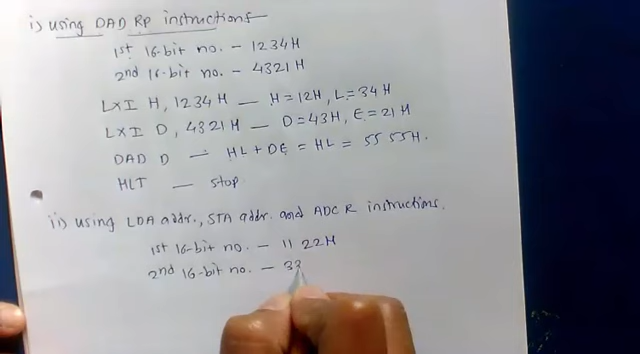 i) using DAD Rp instructions
1st 16-bit no. - 1234H
2nd 16-bit no. - 4321H
LXI H, 1234H — H=12H, L=34H
LXI D, 4321H — D=43H, E=21H
DAD D — HL+DE = HL = 5555H.
HLT — stop
ii) using LDA addr., STA addr. and ADC R instructions.
1st 16-bit no. - 1122H
2nd 16-bit no. - 33